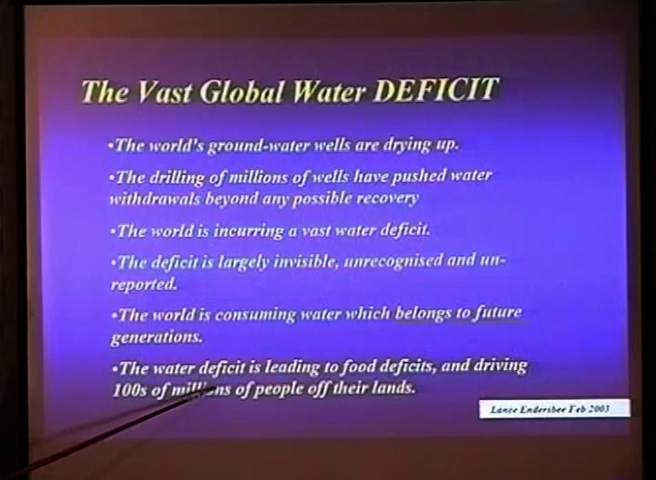 The Vast Global Water DEFICIT
•The world's ground-water wells are drying up.
•The drilling of millions of wells have pushed water
withdrawals beyond any possible recovery
•The world is incurring a vast water deficit.
•The deficit is largely invisible, unrecognised and un-
reported.
•The world is consuming water which belongs to future
generations.
•The water deficit is leading to food deficits, and driving
100s of millions of people off their lands.
Lance Endersbee Feb 2003